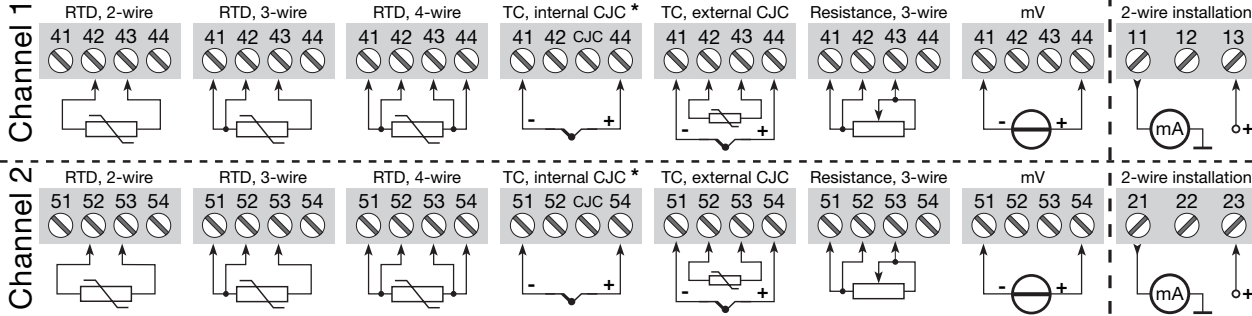 Channel 1
RTD, 2-wire RTD, 3-wire RTD, 4-wire TC, internal CJC * TC, external CJC Resistance, 3-wire mV 2-wire installation
41 42 43 44 41 42 43 44 41 42 43 44 41 42 CJC 44 41 42 43 44 41 42 43 44 41 42 43 44 11 12 13
- + - + - + mA +
Channel 2
RTD, 2-wire RTD, 3-wire RTD, 4-wire TC, internal CJC * TC, external CJC Resistance, 3-wire mV 2-wire installation
51 52 53 54 51 52 53 54 51 52 53 54 51 52 CJC 54 51 52 53 54 51 52 53 54 51 52 53 54 21 22 23
- + - + - + mA +